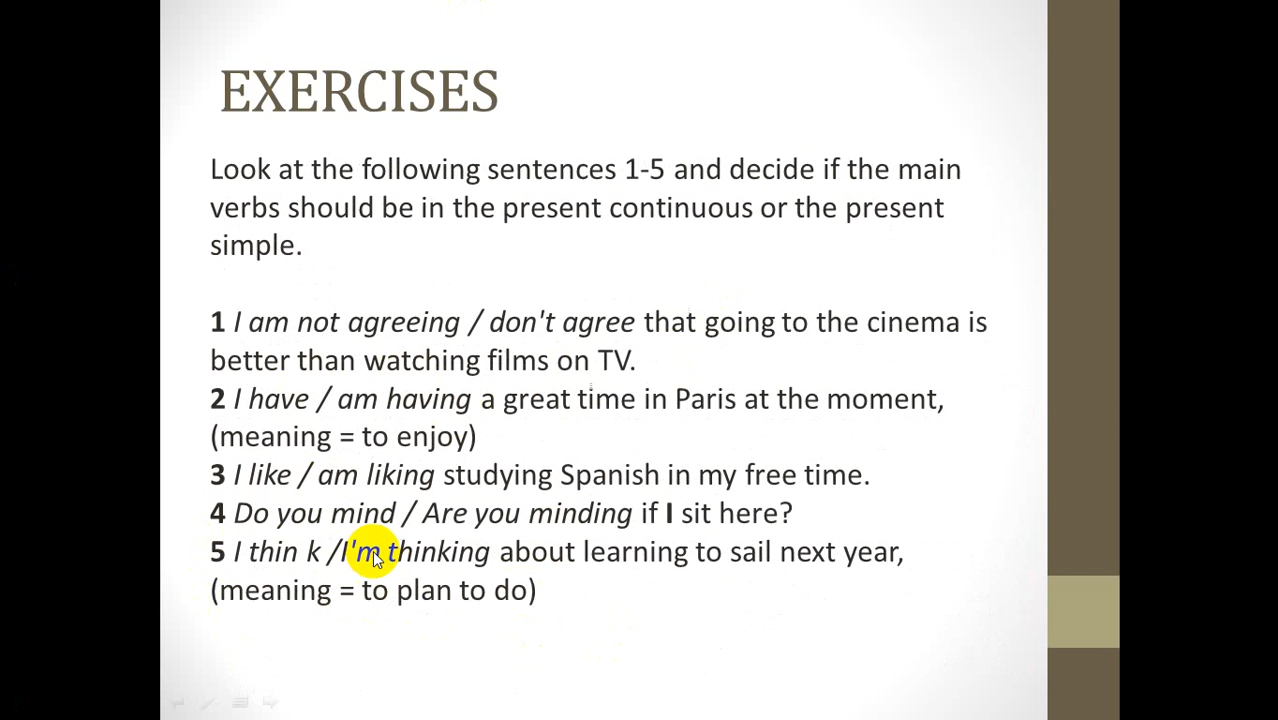 EXERCISES
Look at the following sentences 1-5 and decide if the main
verbs should be in the present continuous or the present
simple.
1 I am not agreeing / don't agree that going to the cinema is
better than watching films on TV.
2 I have / am having a great time in Paris at the moment,
(meaning = to enjoy)
3 I like / am liking studying Spanish in my free time.
4 Do you mind / Are you minding if I sit here?
5 I thin k /I'm thinking about learning to sail next year,
(meaning = to plan to do)